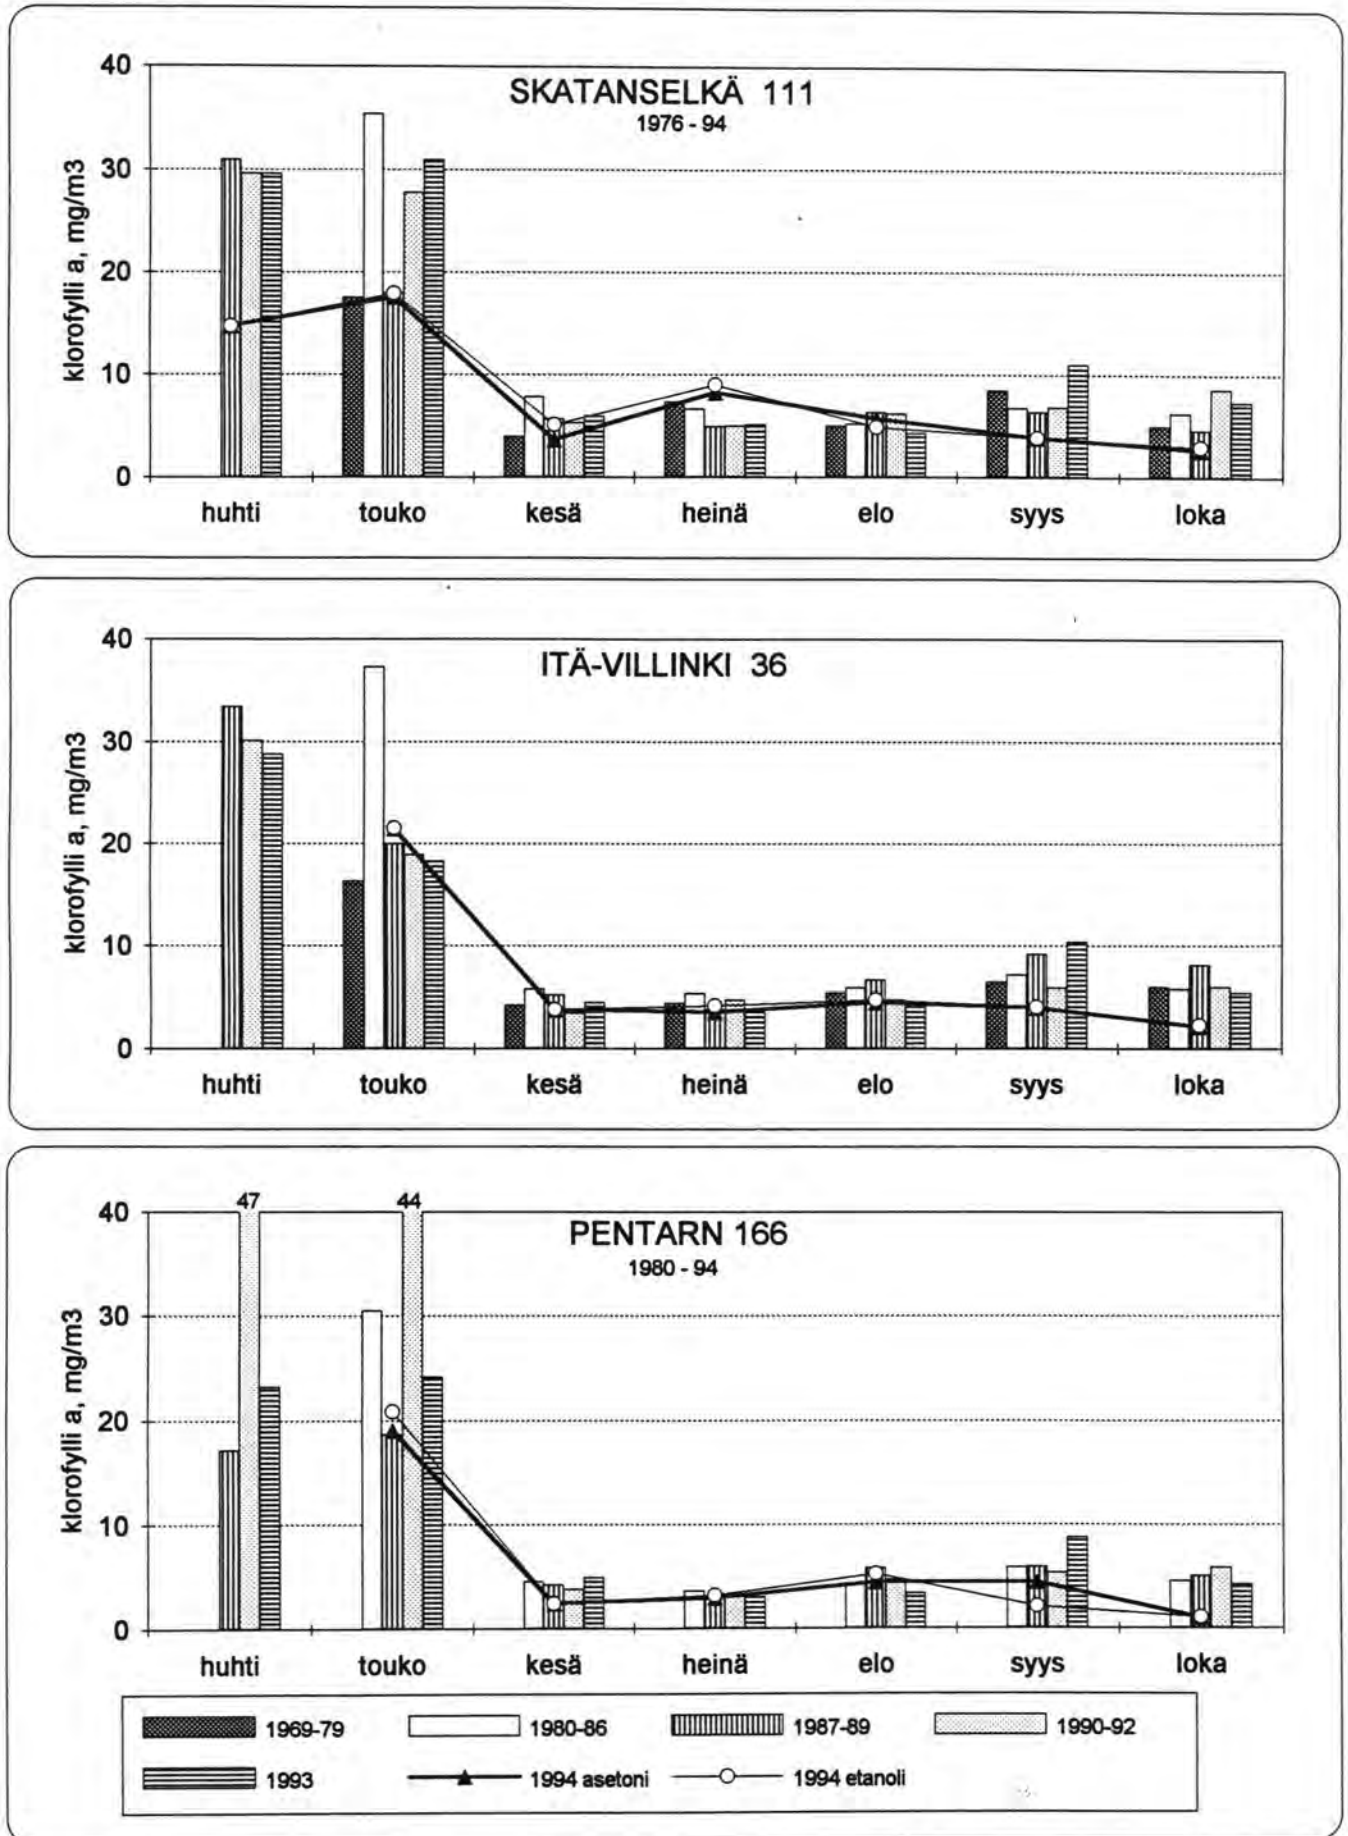 SKATANSELKÄ 111
1976 - 94
klorofylli a, mg/m3
40
30
20
10
0
huhti touko kesä heinä elo syys loka
ITÄ-VILLINKI 36
klorofylli a, mg/m3
40
30
20
10
0
huhti touko kesä heinä elo syys loka
47 44
PENTARN 166
1980 - 94
klorofylli a, mg/m3
40
30
20
10
0
huhti touko kesä heinä elo syys loka
1969-79 1980-86 1987-89 1990-92
1993 1994 asetoni 1994 etanoli